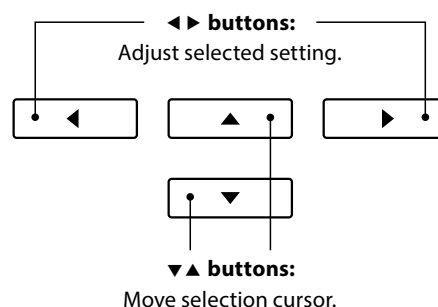 ◀▶ buttons:
Adjust selected setting.
▼▲ buttons:
Move selection cursor.